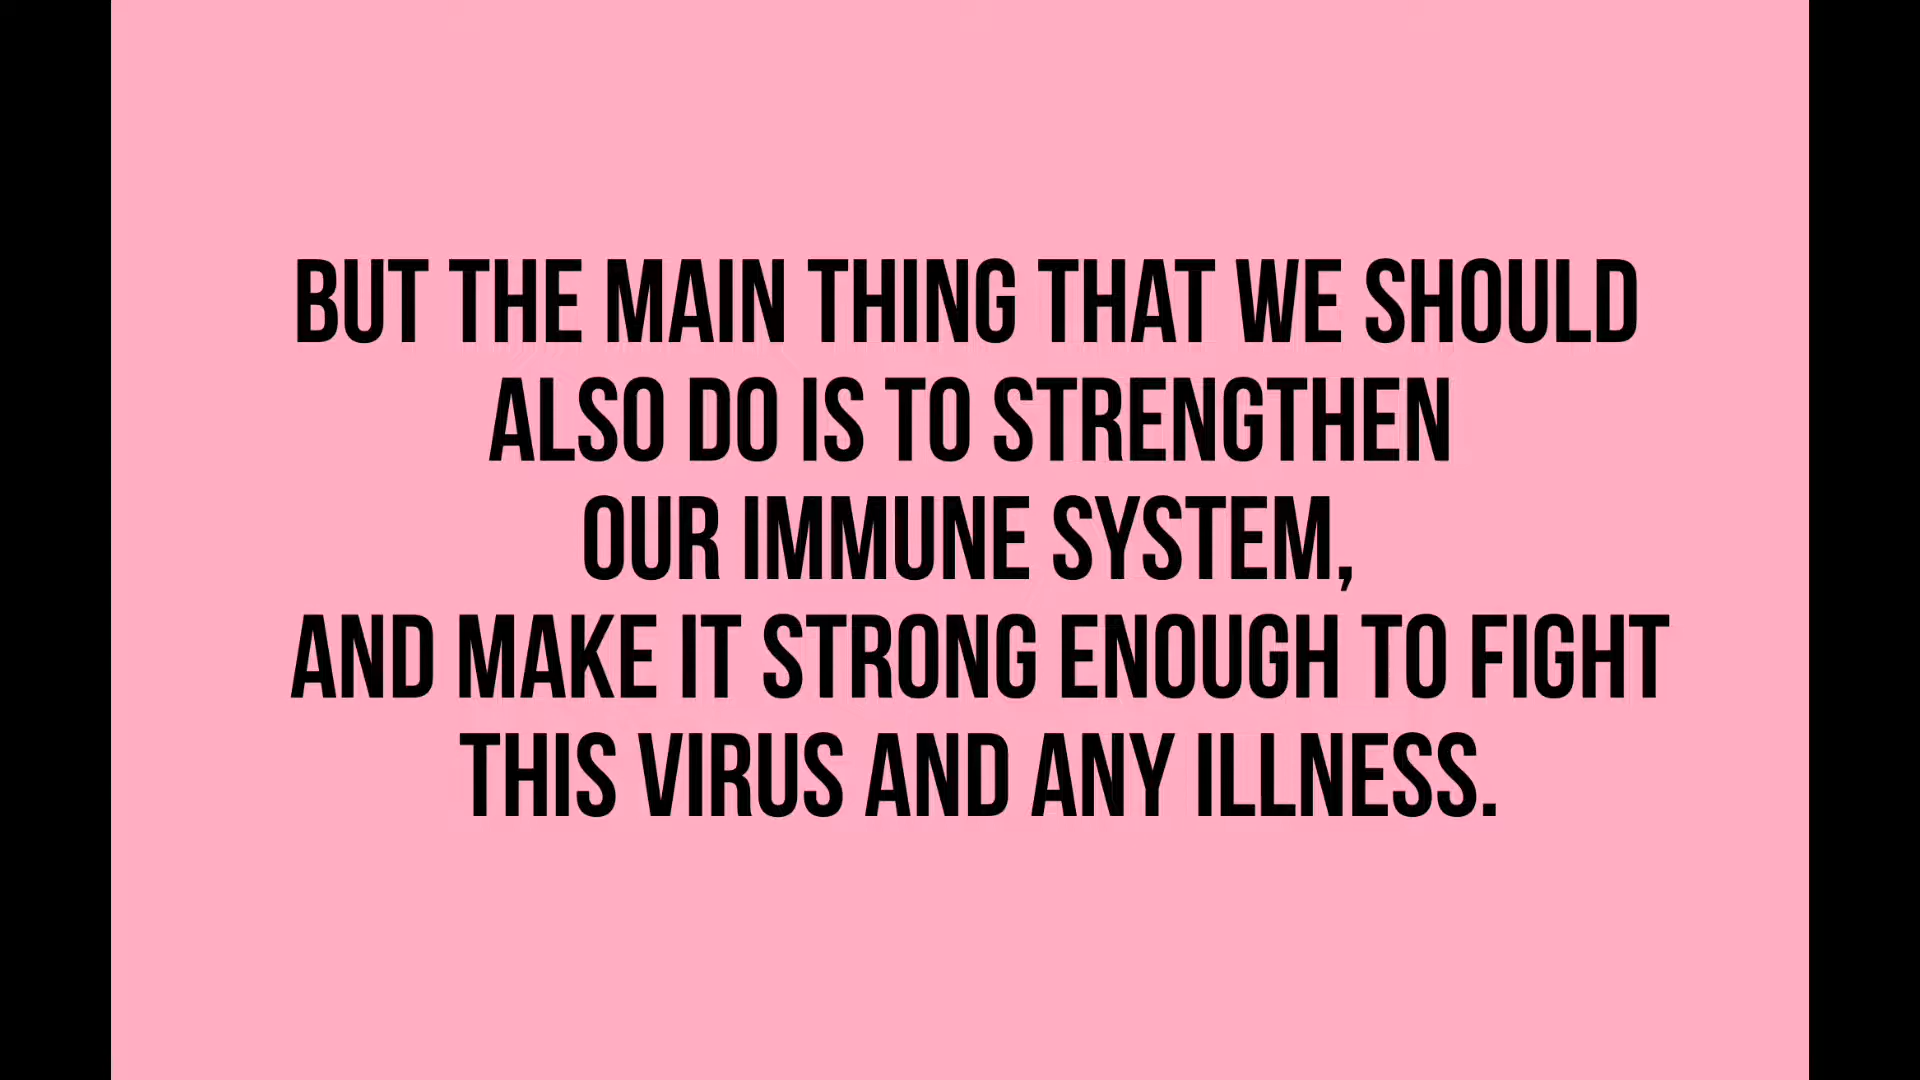 BUT THE MAIN THING THAT WE SHOULD
ALSO DO IS TO STRENGTHEN
OUR IMMUNE SYSTEM,
AND MAKE IT STRONG ENOUGH TO FIGHT
THIS VIRUS AND ANY ILLNESS.